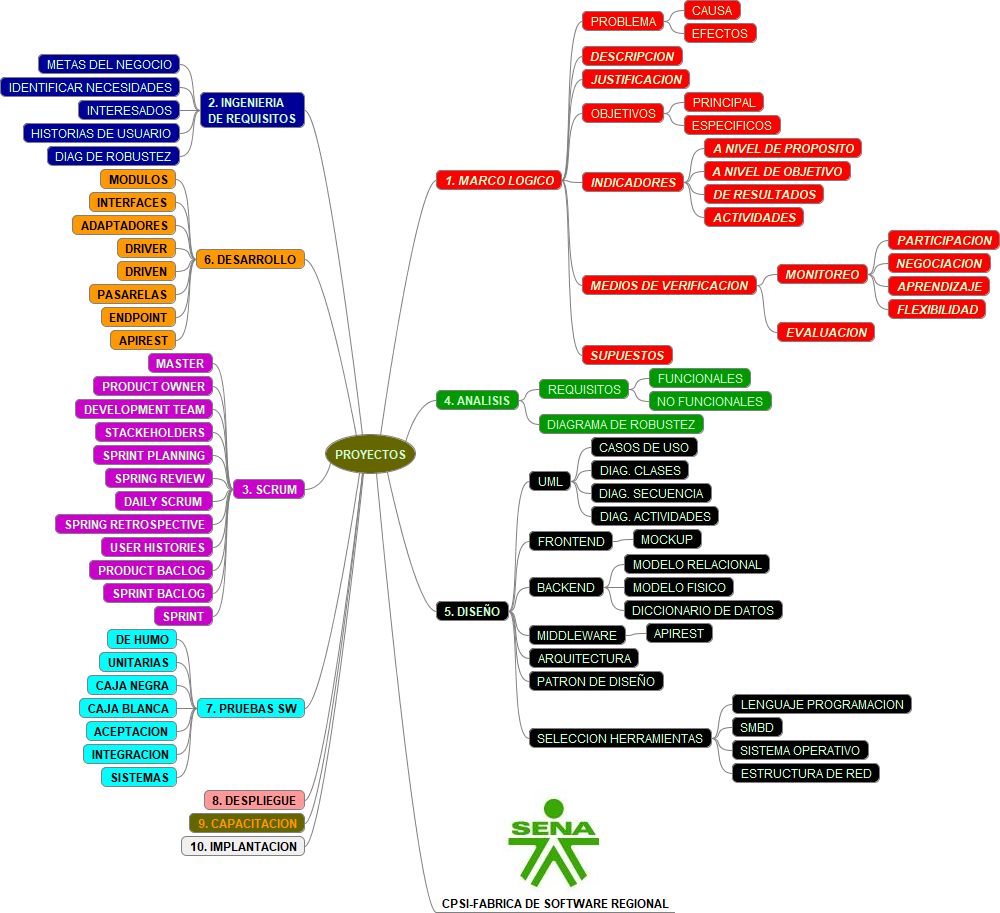 PROYECTOS
1. MARCO LOGICO
PROBLEMA
CAUSA
EFECTOS
DESCRIPCION
JUSTIFICACION
OBJETIVOS
PRINCIPAL
ESPECIFICOS
INDICADORES
A NIVEL DE PROPOSITO
A NIVEL DE OBJETIVO
DE RESULTADOS
ACTIVIDADES
MEDIOS DE VERIFICACION
MONITOREO
PARTICIPACION
NEGOCIACION
APRENDIZAJE
FLEXIBILIDAD
EVALUACION
SUPUESTOS
2. INGENIERIA
DE REQUISITOS
METAS DEL NEGOCIO
IDENTIFICAR NECESIDADES
INTERESADOS
HISTORIAS DE USUARIO
DIAG DE ROBUSTEZ
3. SCRUM
MASTER
PRODUCT OWNER
DEVELOPMENT TEAM
STACKEHOLDERS
SPRINT PLANNING
SPRING REVIEW
DAILY SCRUM
SPRING RETROSPECTIVE
USER HISTORIES
PRODUCT BACLOG
SPRINT BACLOG
SPRINT
4. ANALISIS
REQUISITOS
FUNCIONALES
NO FUNCIONALES
DIAGRAMA DE ROBUSTEZ
5. DISEÑO
UML
CASOS DE USO
DIAG. CLASES
DIAG. SECUENCIA
DIAG. ACTIVIDADES
FRONTEND
MOCKUP
BACKEND
MODELO RELACIONAL
MODELO FISICO
DICCIONARIO DE DATOS
MIDDLEWARE
APIREST
ARQUITECTURA
PATRON DE DISEÑO
SELECCION HERRAMIENTAS
LENGUAJE PROGRAMACION
SMBD
SISTEMA OPERATIVO
ESTRUCTURA DE RED
6. DESARROLLO
MODULOS
INTERFACES
ADAPTADORES
DRIVER
DRIVEN
PASARELAS
ENDPOINT
APIREST
7. PRUEBAS SW
DE HUMO
UNITARIAS
CAJA NEGRA
CAJA BLANCA
ACEPTACION
INTEGRACION
SISTEMAS
8. DESPLIEGUE
9. CAPACITACION
10. IMPLANTACION
SENA
CPSI-FABRICA DE SOFTWARE REGIONAL